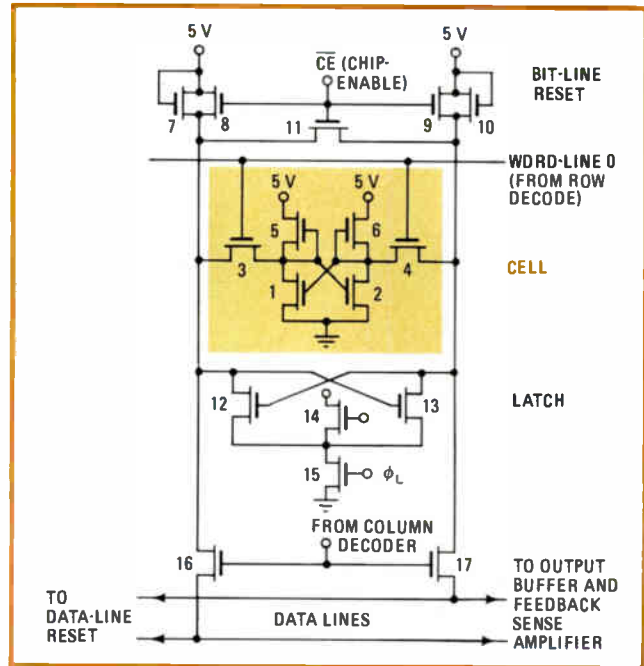 5 V
5 V
CE (CHIP-
ENABLE)
BIT-LINE
RESET
7
8
11
9
10
WDRD-LINE 0
(FROM ROW
DECODE)
5 V
5 V
5
6
3
4
CELL
1
2
12
13
LATCH
14
15
ϕL
FROM COLUMN
DECODER
16
17
TO OUTPUT
BUFFER AND
FEEDBACK
SENSE
AMPLIFIER
TO
DATA-LINE
RESET
DATA LINES